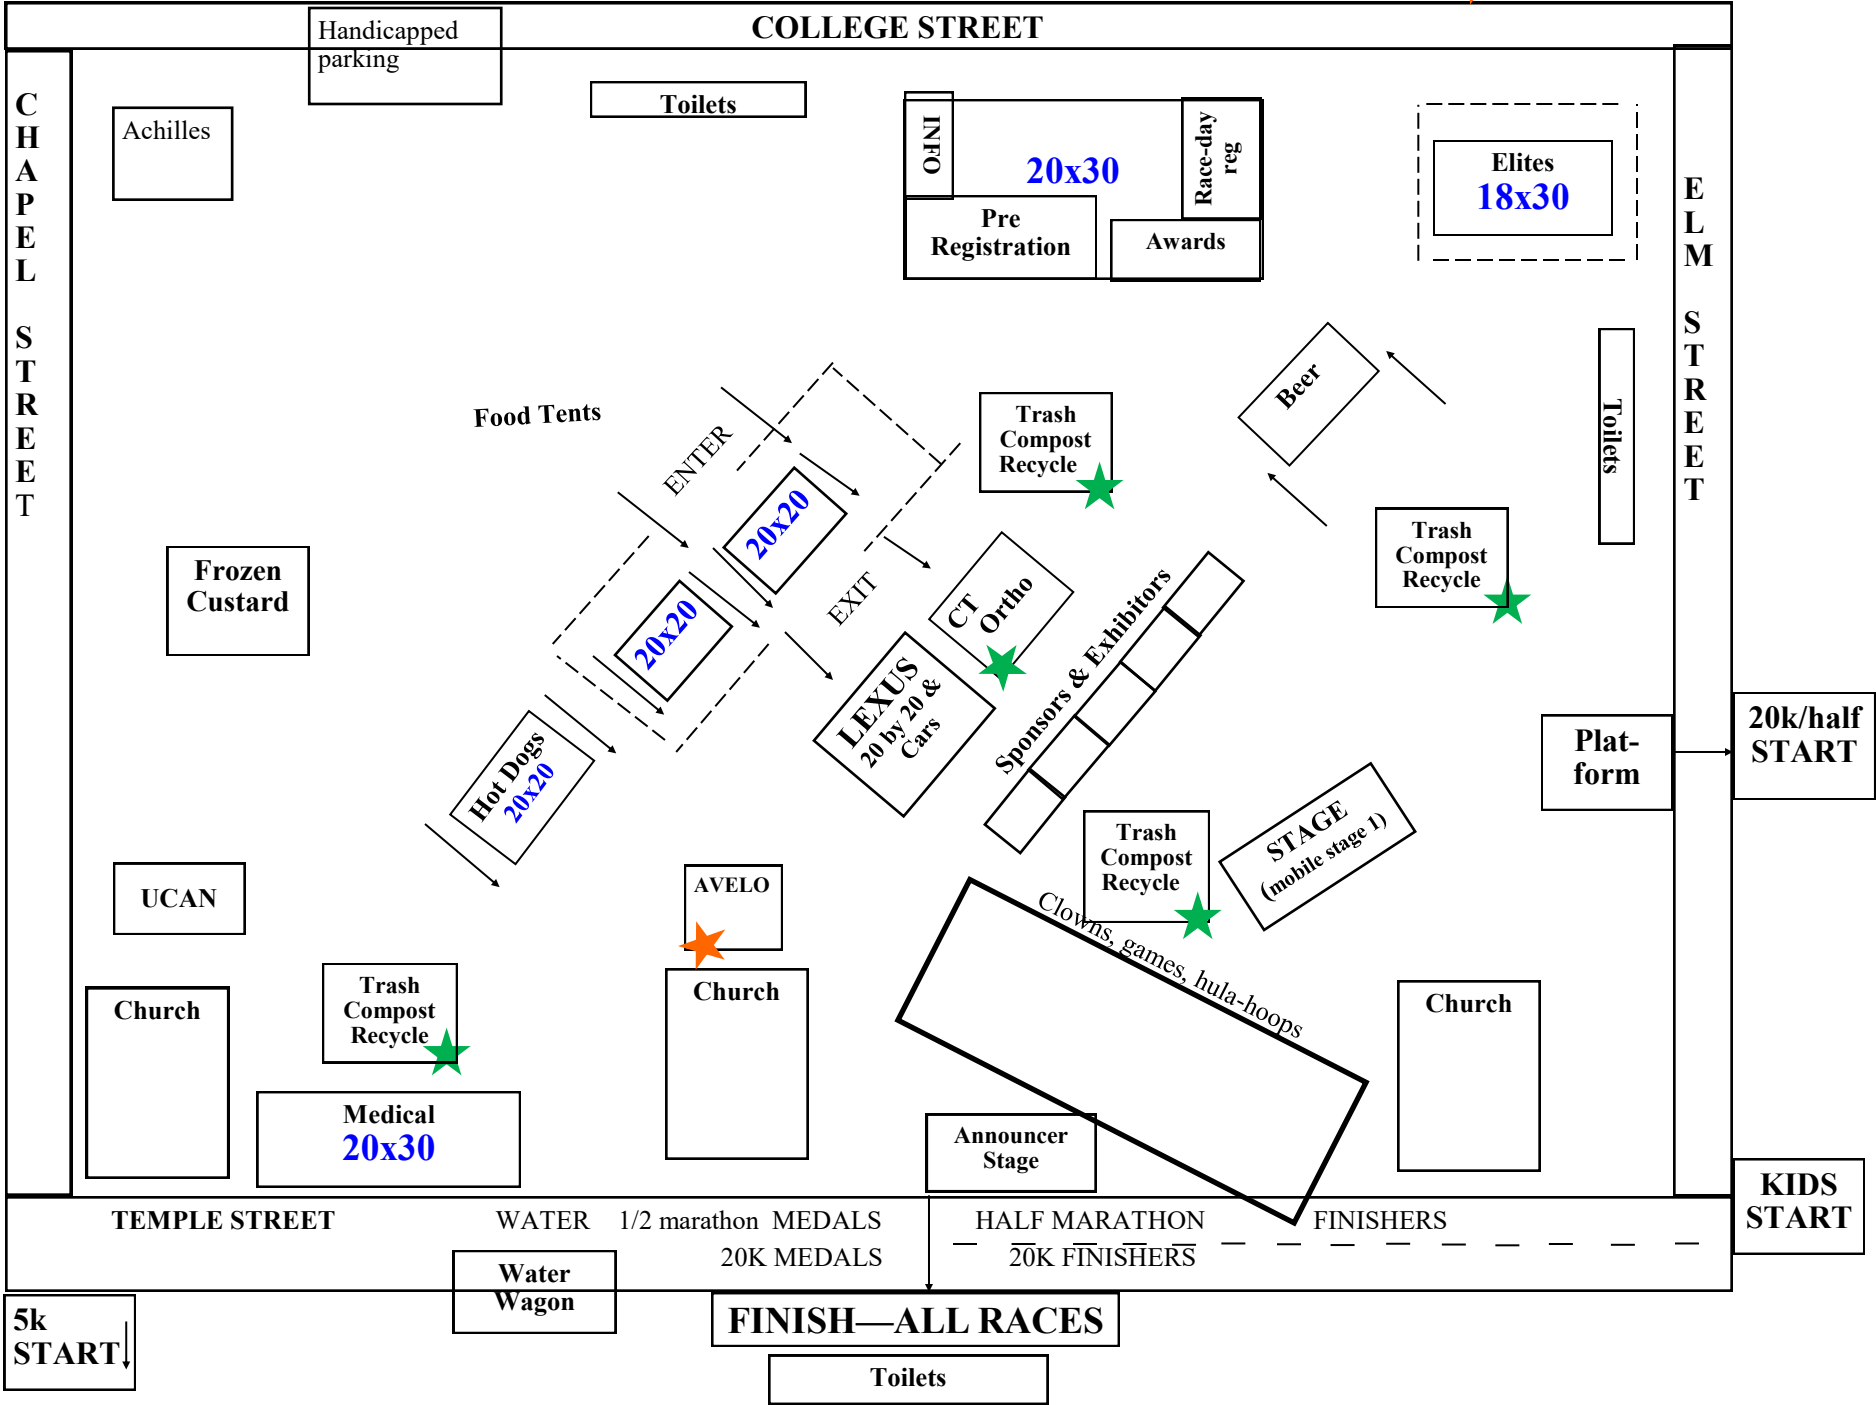 COLLEGE STREET
Handicapped
parking
CHAPEL STREET
Achilles
Toilets
INFO
20x30
Race-day
reg
Pre
Registration
Awards
Elites
18x30
ELM STREET
Food Tents
ENTER
20x20
20x20
EXIT
Trash
Compost
Recycle
Beer
Toilets
Trash
Compost
Recycle
Frozen
Custard
CT
Ortho
LEXUS
20 by 20 &
Cars
Sponsors & Exhibitors
Hot Dogs
20x20
Plat-
form
20k/half
START
STAGE
(mobile stage 1)
Trash
Compost
Recycle
UCAN
AVELO
Clowns, games, hula-hoops
Church
Trash
Compost
Recycle
Church
Church
Medical
20x30
Announcer
Stage
KIDS
START
TEMPLE STREET
WATER 1/2 marathon MEDALS
HALF MARATHON FINISHERS
20K MEDALS
20K FINISHERS
Water
Wagon
5k
START
FINISH—ALL RACES
Toilets